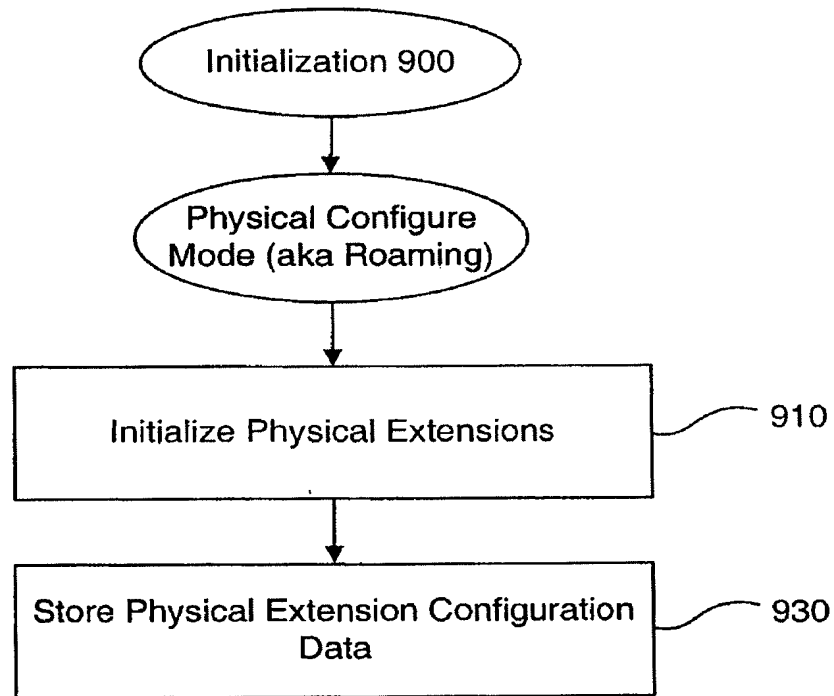 Initialization 900
Physical Configure
Mode (aka Roaming)
Initialize Physical Extensions
910
Store Physical Extension Configuration
Data
930